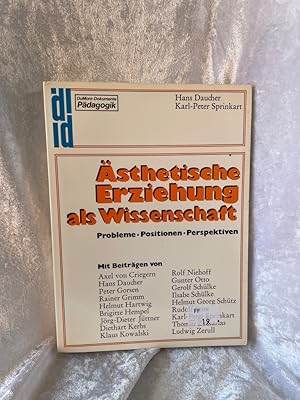 DuMont-Dokumente
Pädagogik
Hans Daucher
Karl-Peter Sprinkart
Ästhetische
Erziehung
als Wissenschaft
Probleme · Positionen · Perspektiven
Mit Beiträgen von
Axel von Criegern
Hans Daucher
Peter Gorsen
Rainer Grimm
Helmut Hartwig
Brigitte Hempel
Jörg-Dieter Jüttner
Diethart Kerbs
Klaus Kowalski
Rolf Niehoff
Gunter Otto
Gerolf Schülke
Ilsabe Schülke
Helmut Georg Schütz
Ludwig Zerull
18.-